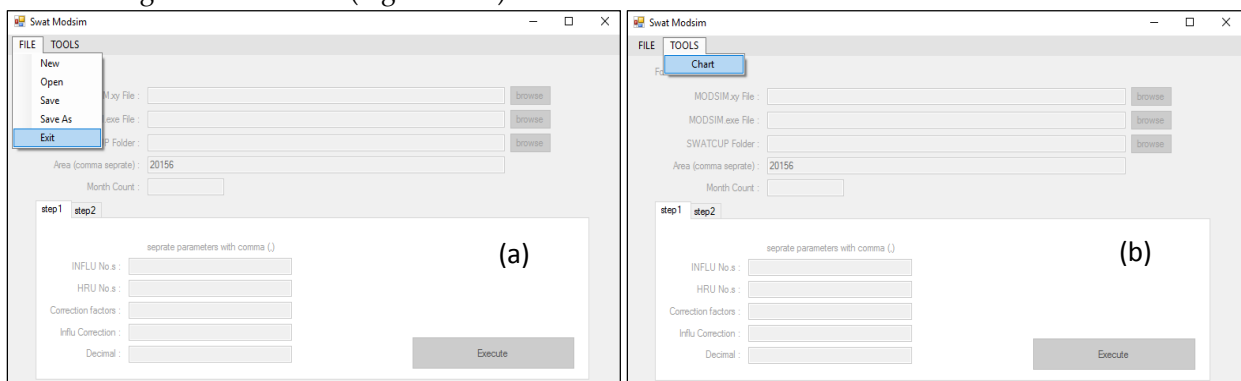 Swat Modsim
FILE TOOLS
New
Open
Save
Save As
Exit
M.xy File :
browse
.exe File :
browse
P Folder :
browse
Area (comma seprate) : 20156
Month Count :
step1 step2
seprate parameters with comma (,)
INFLU No.s :
HRU No.s :
Correction factors :
Influ Correction :
Decimal :
Execute
(a)
Swat Modsim
FILE TOOLS
Chart
Fo
MODSIM.xy File :
browse
MODSIM.exe File :
browse
SWATCUP Folder :
browse
Area (comma seprate) : 20156
Month Count :
step1 step2
seprate parameters with comma (,)
INFLU No.s :
HRU No.s :
Correction factors :
Influ Correction :
Decimal :
Execute
(b)